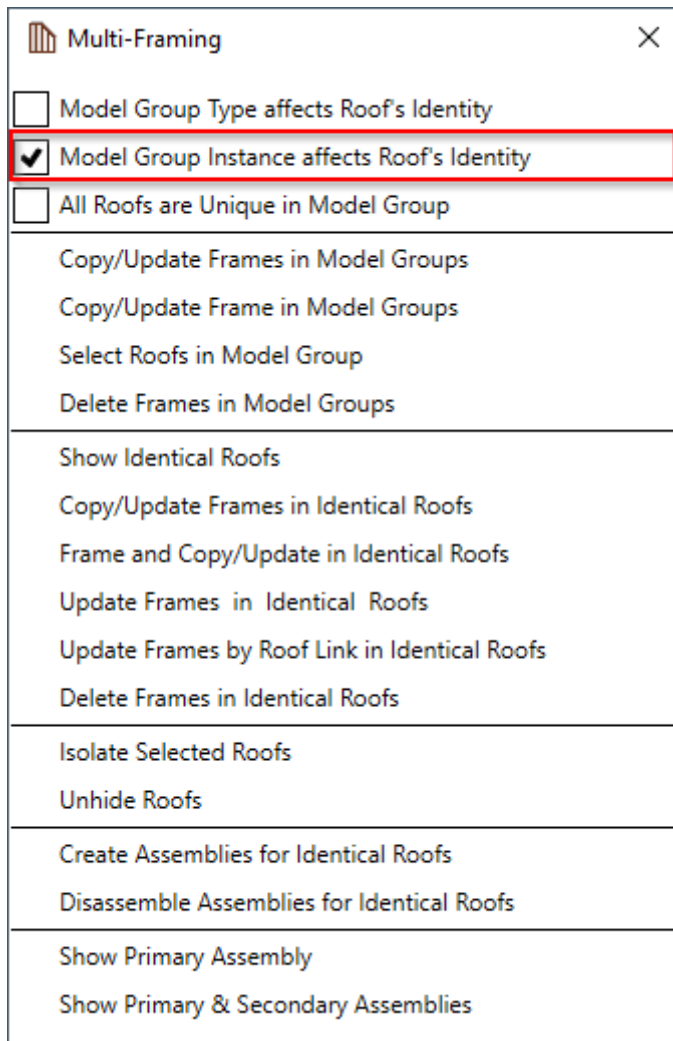 Multi-Framing
Model Group Type affects Roof's Identity
Model Group Instance affects Roof's Identity
All Roofs are Unique in Model Group
Copy/Update Frames in Model Groups
Copy/Update Frame in Model Groups
Select Roofs in Model Group
Delete Frames in Model Groups
Show Identical Roofs
Copy/Update Frames in Identical Roofs
Frame and Copy/Update in Identical Roofs
Update Frames  in  Identical  Roofs
Update Frames by Roof Link in Identical Roofs
Delete Frames in Identical Roofs
Isolate Selected Roofs
Unhide Roofs
Create Assemblies for Identical Roofs
Disassemble Assemblies for Identical Roofs
Show Primary Assembly
Show Primary & Secondary Assemblies